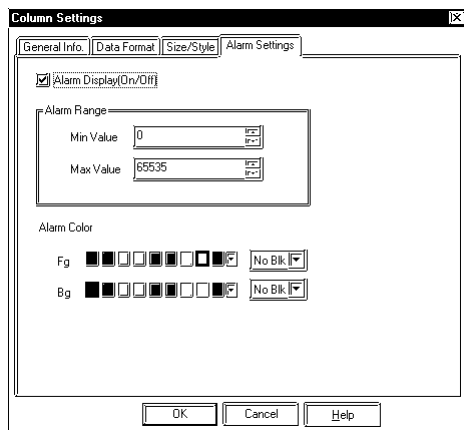 Column Settings
General Info. Data Format Size/Style Alarm Settings
Alarm Display(On/Off)
Alarm Range
Min Value 0
Max Value 65535
Alarm Color
Fg No Blk
Bg No Blk
OK Cancel Help